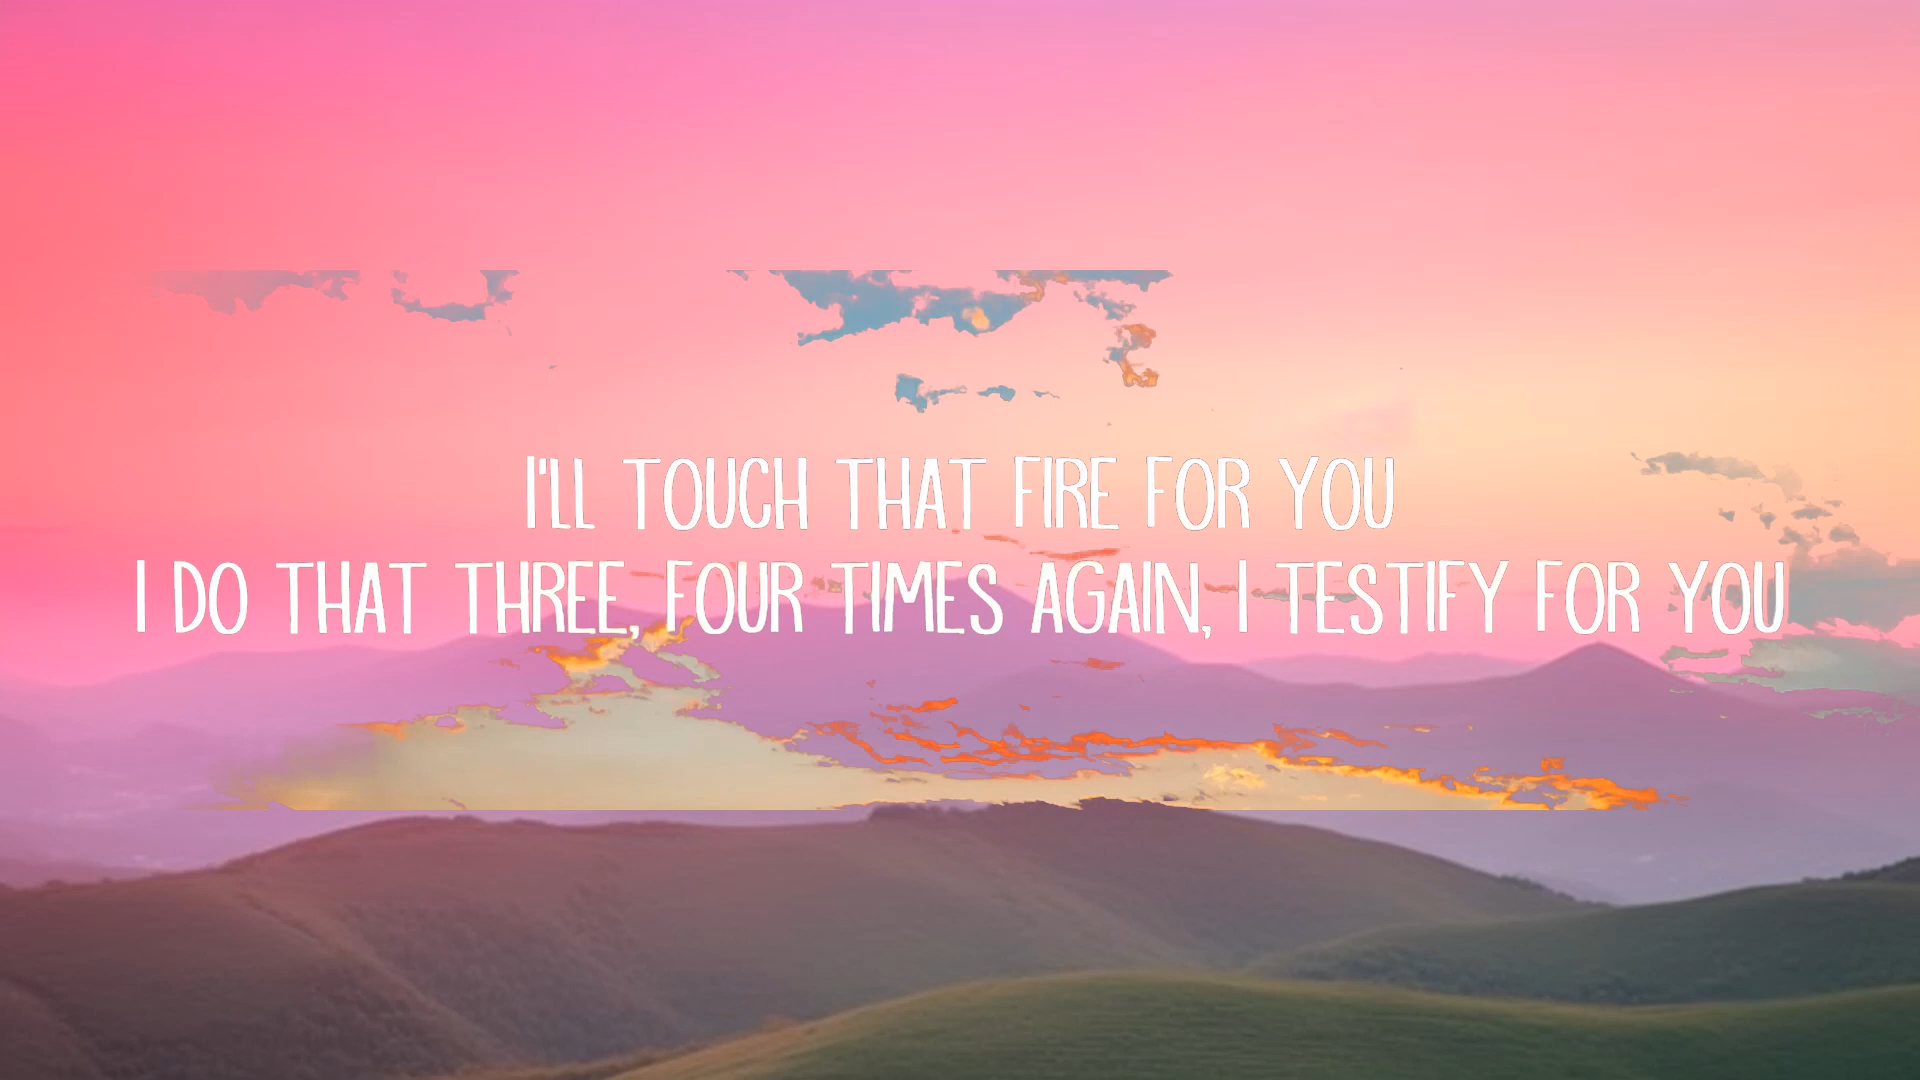 I'LL TOUCH THAT FIRE FOR YOU
I DO THAT THREE, FOUR TIMES AGAIN, I TESTIFY FOR YOU